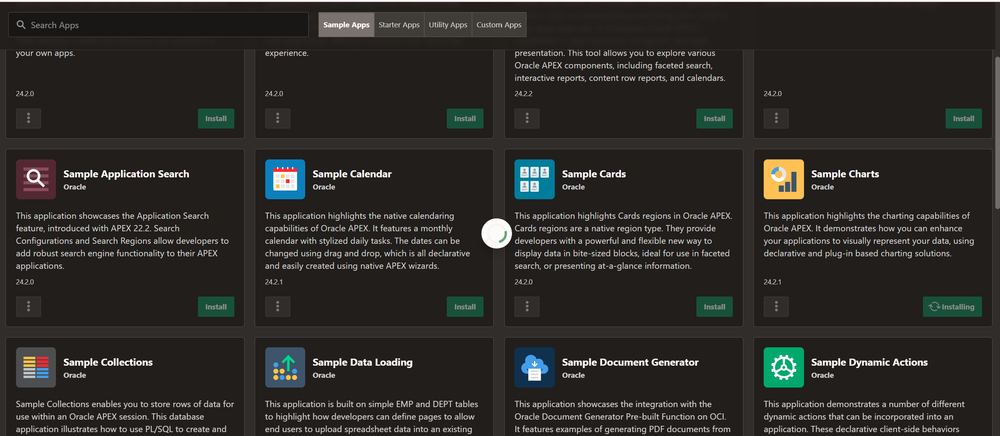 Search Apps
Sample Apps
Starter Apps
Utility Apps
Custom Apps
your own apps.
24.2.0
Install
experience.
24.2.0
Install
presentation. This tool allows you to explore various
Oracle APEX components, including faceted search,
interactive reports, content row reports, and calendars.
24.2.2
Install
24.2.0
Install
Sample Application Search
Oracle
This application showcases the Application Search
feature, introduced with APEX 22.2. Search
Configurations and Search Regions allow developers to
add robust search engine functionality to their APEX
applications.
24.2.0
Install
Sample Calendar
Oracle
This application highlights the native calendaring
capabilities of Oracle APEX. It features a monthly
calendar with stylized daily tasks. The dates can be
changed using drag and drop, which is all declarative
and easily created using native APEX wizards.
24.2.1
Install
Sample Cards
Oracle
This application highlights Cards regions in Oracle APEX.
Cards regions are a native region type. They provide
developers with a powerful and flexible new way to
display data in bite-sized blocks, ideal for use in faceted
search, or presenting at-a-glance information.
24.2.0
Install
Sample Charts
Oracle
This application highlights the charting capabilities of
Oracle APEX. It demonstrates how you can enhance
your applications to visually represent your data, using
declarative and plug-in based charting solutions.
24.2.1
Installing
Sample Collections
Oracle
Sample Collections enables you to store rows of data for
use within an Oracle APEX session. This database
application illustrates how to use PL/SQL to create and
Sample Data Loading
Oracle
This application is built on simple EMP and DEPT tables
to highlight how developers can define pages to allow
end users to upload spreadsheet data into an existing
Sample Document Generator
Oracle
This application showcases the integration with the
Oracle Document Generator Pre-built Function on OCI.
It features examples of generating PDF documents from
Sample Dynamic Actions
Oracle
This application demonstrates a number of different
dynamic actions that can be incorporated into an
application. These declarative client-side behaviors